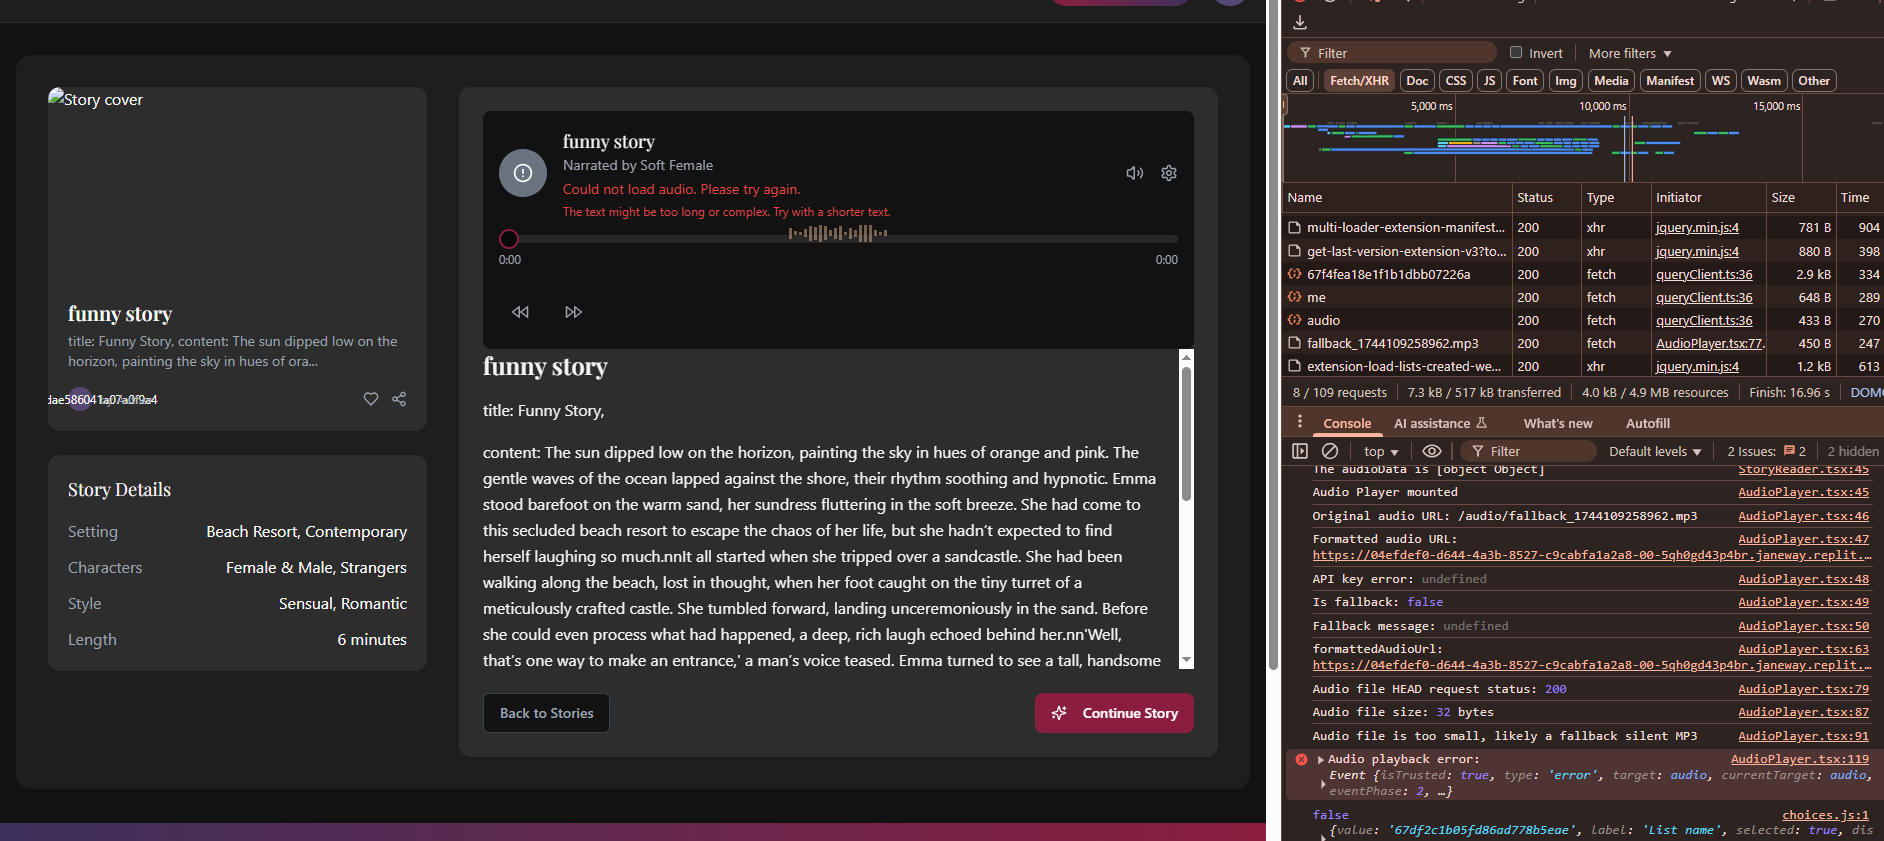 Story cover
funny story
title: Funny Story, content: The sun dipped low on the
horizon, painting the sky in hues of ora...
dae586041a07a0f9a4
Story Details
Setting
Beach Resort, Contemporary
Characters
Female & Male, Strangers
Style
Sensual, Romantic
Length
6 minutes
funny story
Narrated by Soft Female
Could not load audio. Please try again.
The text might be too long or complex. Try with a shorter text.
0:00
0:00
funny story
title: Funny Story,
content: The sun dipped low on the horizon, painting the sky in hues of orange and pink. The
gentle waves of the ocean lapped against the shore, their rhythm soothing and hypnotic. Emma
stood barefoot on the warm sand, her sundress fluttering in the soft breeze. She had come to
this secluded beach resort to escape the chaos of her life, but she hadn’t expected to find
herself laughing so much.nnIt all started when she tripped over a sandcastle. She had been
walking along the beach, lost in thought, when her foot caught on the tiny turret of a
meticulously crafted castle. She tumbled forward, landing unceremoniously in the sand. Before
she could even process what had happened, a deep, rich laugh echoed behind her.nn'Well,
that’s one way to make an entrance,' a man’s voice teased. Emma turned to see a tall, handsome
Back to Stories
Continue Story
Filter
Invert
More filters
All
Fetch/XHR
Doc
CSS
JS
Font
Img
Media
Manifest
WS
Wasm
Other
5,000 ms
10,000 ms
15,000 ms
Name Status Type Initiator Size Time
multi-loader-extension-manifest... 200 xhr jquery.min.js:4 781 B 904
get-last-version-extension-v3?to... 200 xhr jquery.min.js:4 880 B 398
67f4fea18e1f1b1dbb07226a 200 fetch queryClient.ts:36 2.9 kB 334
me 200 fetch queryClient.ts:36 648 B 289
audio 200 fetch queryClient.ts:36 433 B 270
fallback_1744109258962.mp3 200 fetch AudioPlayer.tsx:77. 450 B 247
extension-load-lists-created-we... 200 xhr jquery.min.js:4 1.2 kB 613
8 / 109 requests 7.3 kB / 517 kB transferred 4.0 kB / 4.9 MB resources Finish: 16.96 s DOMC
Console AI assistance What's new Autofill
top Filter Default levels 2 Issues: 2 2 hidden
The audioData is [object Object] StoryReader.tsx:45
Audio Player mounted AudioPlayer.tsx:45
Original audio URL: /audio/fallback_1744109258962.mp3 AudioPlayer.tsx:46
Formatted audio URL: AudioPlayer.tsx:47
https://04efdef0-d644-4a3b-8527-c9cabfa1a2a8-00-5qh0gd43p4br.janeway.replit.…
API key error: undefined AudioPlayer.tsx:48
Is fallback: false AudioPlayer.tsx:49
Fallback message: undefined AudioPlayer.tsx:50
formattedAudioUrl: AudioPlayer.tsx:63
https://04efdef0-d644-4a3b-8527-c9cabfa1a2a8-00-5qh0gd43p4br.janeway.replit.…
Audio file HEAD request status: 200 AudioPlayer.tsx:79
Audio file size: 32 bytes AudioPlayer.tsx:87
Audio file is too small, likely a fallback silent MP3 AudioPlayer.tsx:91
Audio playback error: AudioPlayer.tsx:119
Event {isTrusted: true, type: 'error', target: audio, currentTarget: audio,
eventPhase: 2, …}
false choices.js:1
{value: '67df2c1b05fd86ad778b5eae', label: 'List name', selected: true, dis